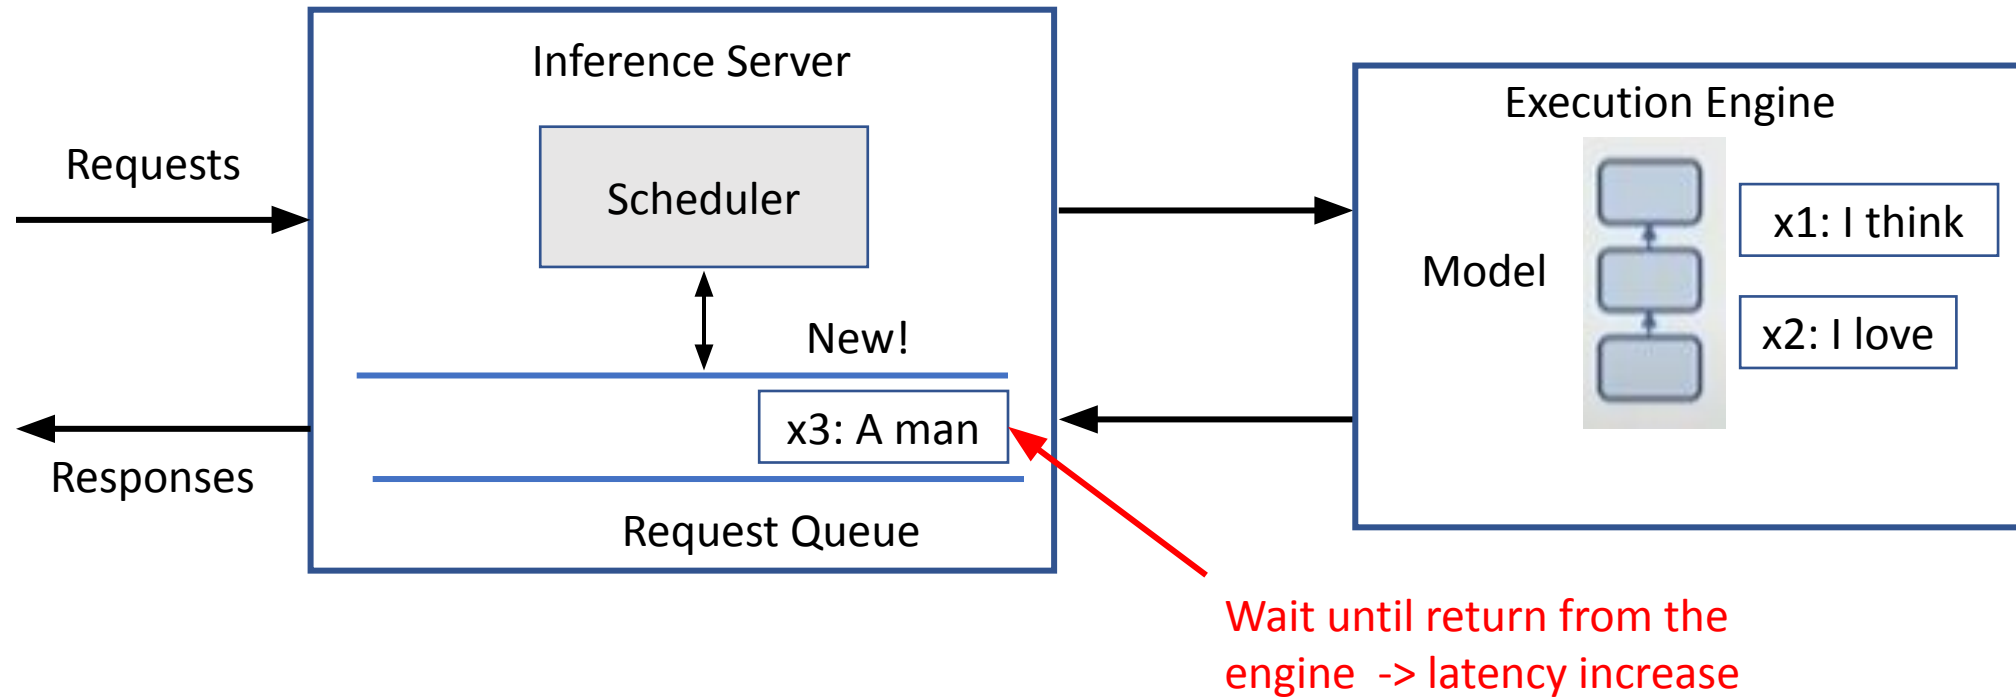 Inference Server
Requests
Scheduler
New!
x3: A man
Responses
Request Queue
Execution Engine
Model
x1: I think
x2: I love
Wait until return from the
engine -> latency increase